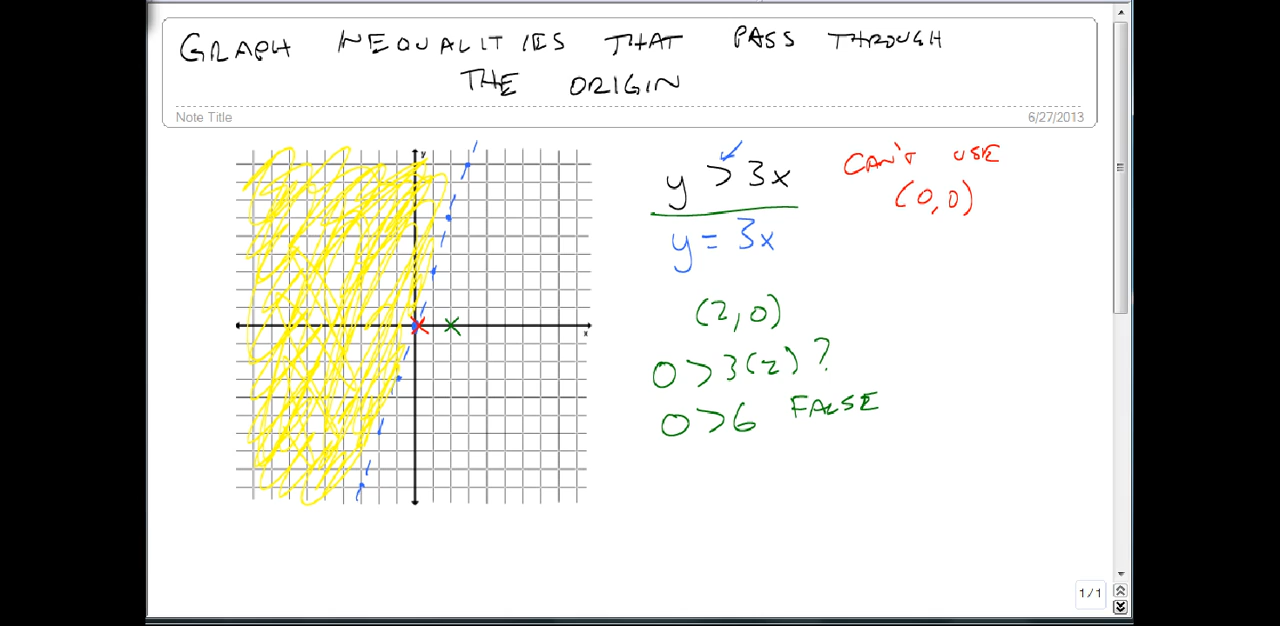 GRAPH INEQUALITIES THAT PASS THROUGH
THE ORIGIN
Note Title
6/27/2013
y
x
y > 3x
CAN'T USE
(0,0)
y = 3x
(2,0)
0 > 3(2) ?
0 > 6 FALSE
1/1